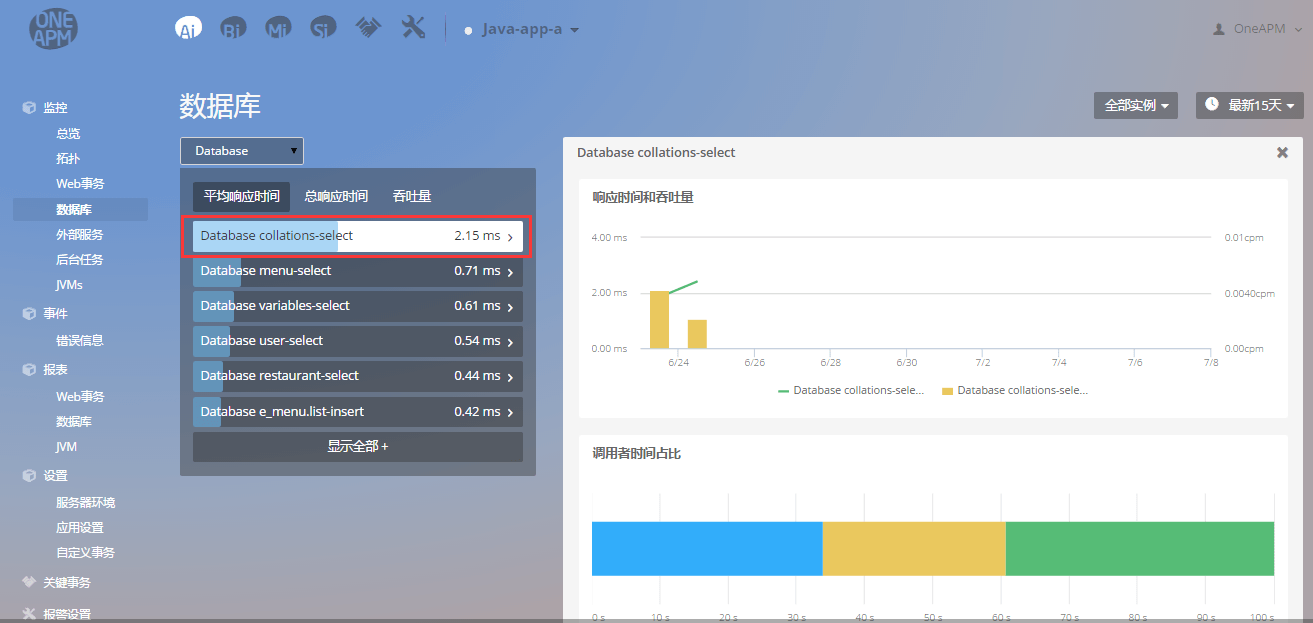 ONE APM
Ai Bi Mi Si Java-app-a OneAPM
监控
总览
拓扑
Web事务
数据库
外部服务
后台任务
JVMs
事件
错误信息
报表
Web事务
数据库
JVM
设置
服务器环境
应用设置
自定义事务
关键事务
报警设置
数据库
全部实例 最新15天
Database
平均响应时间 总响应时间 吞吐量
Database collations-select 2.15 ms
Database menu-select 0.71 ms
Database variables-select 0.61 ms
Database user-select 0.54 ms
Database restaurant-select 0.44 ms
Database e_menu.list-insert 0.42 ms
显示全部 +
Database collations-select
响应时间和吞吐量
4.00 ms 0.01cpm
2.00 ms 0.0040cpm
0.00 ms 0.00cpm
6/24 6/26 6/28 6/30 7/2 7/4 7/6 7/8
Database collations-sele... Database collations-sele...
调用者时间占比
0 s 10 s 20 s 30 s 40 s 50 s 60 s 70 s 80 s 90 s 100 s